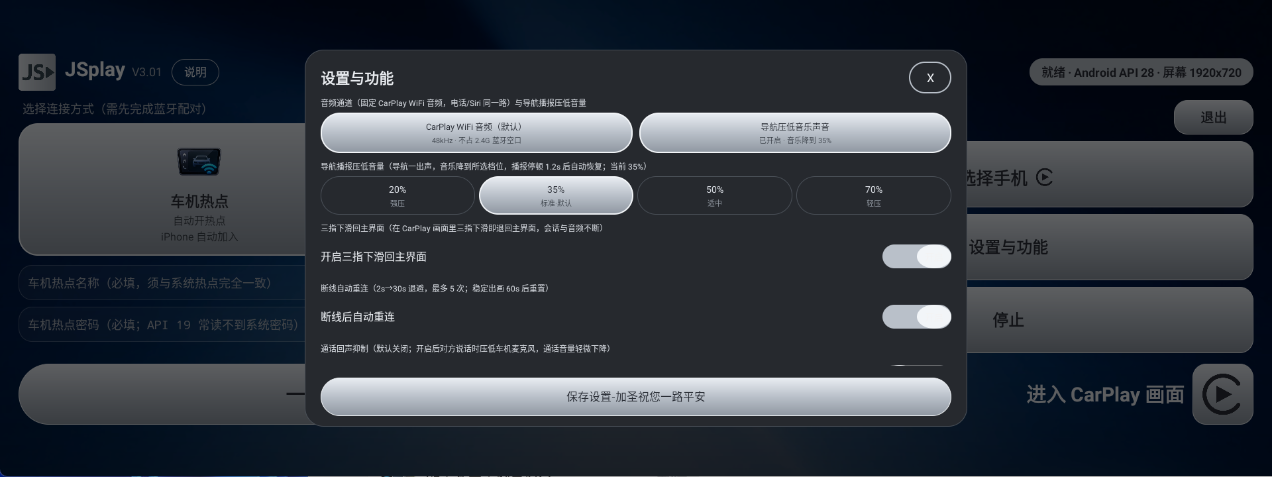 JS
JSplay V3.01 说明
选择连接方式（需先完成蓝牙配对）
车机热点
自动开热点
iPhone 自动加入
车机热点名称（必填，须与系统热点完全一致）
车机热点密码（必填；API 19 常读不到系统密码）
一
设置与功能
X
音频通道（固定 CarPlay WiFi 音频，电话/Siri 同一路）与导航播报压低音量
CarPlay WiFi 音频（默认）
48kHz · 不占 2.4G 蓝牙空口
导航压低音乐声音
已开启 · 音乐降到 35%
导航播报压低音量（导航一出声，音乐降到所选档位，播报停顿 1.2s 后自动恢复；当前 35%）
20%
强压
35%
标准 默认
50%
适中
70%
轻压
三指下滑回主界面（在 CarPlay 画面里三指下滑即退回主界面，会话与音频不断）
开启三指下滑回主界面
断线自动重连（2s→30s 退避，最多 5 次；稳定出画 60s 后重置）
断线后自动重连
通话回声抑制（默认关闭；开启后对方说话时压低车机麦克风，通话音量轻微下降）
保存设置-加圣祝您一路平安
就绪 · Android API 28 · 屏幕 1920x720
退出
选择手机
设置与功能
停止
进入 CarPlay 画面